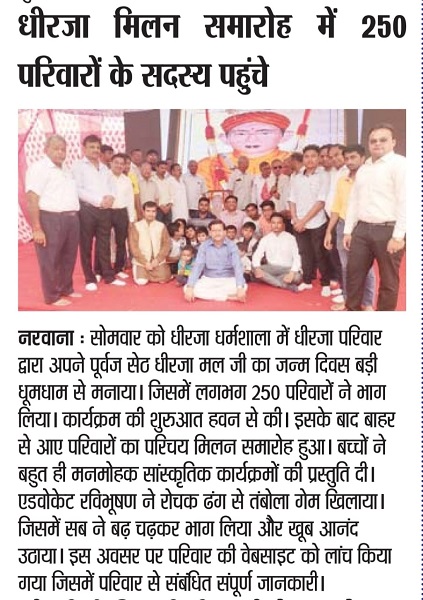 धीरजा मिलन समारोह में 250
परिवारों के सदस्य पहुंचे
नरवाना : सोमवार को धीरजा धर्मशाला में धीरजा परिवार
द्वारा अपने पूर्वज सेठ धीरजा मल जी का जन्म दिवस बड़ी
धूमधाम से मनाया। जिसमें लगभग 250 परिवारों ने भाग
लिया। कार्यक्रम की शुरुआत हवन से की। इसके बाद बाहर
से आए परिवारों का परिचय मिलन समारोह हुआ। बच्चों ने
बहुत ही मनमोहक सांस्कृतिक कार्यक्रमों की प्रस्तुति दी।
एडवोकेट रविभूषण ने रोचक ढंग से तंबोला गेम खिलाया।
जिसमें सब ने बढ़ चढ़कर भाग लिया और खूब आनंद
उठाया। इस अवसर पर परिवार की वेबसाइट को लांच किया
गया जिसमें परिवार से संबंधित संपूर्ण जानकारी।